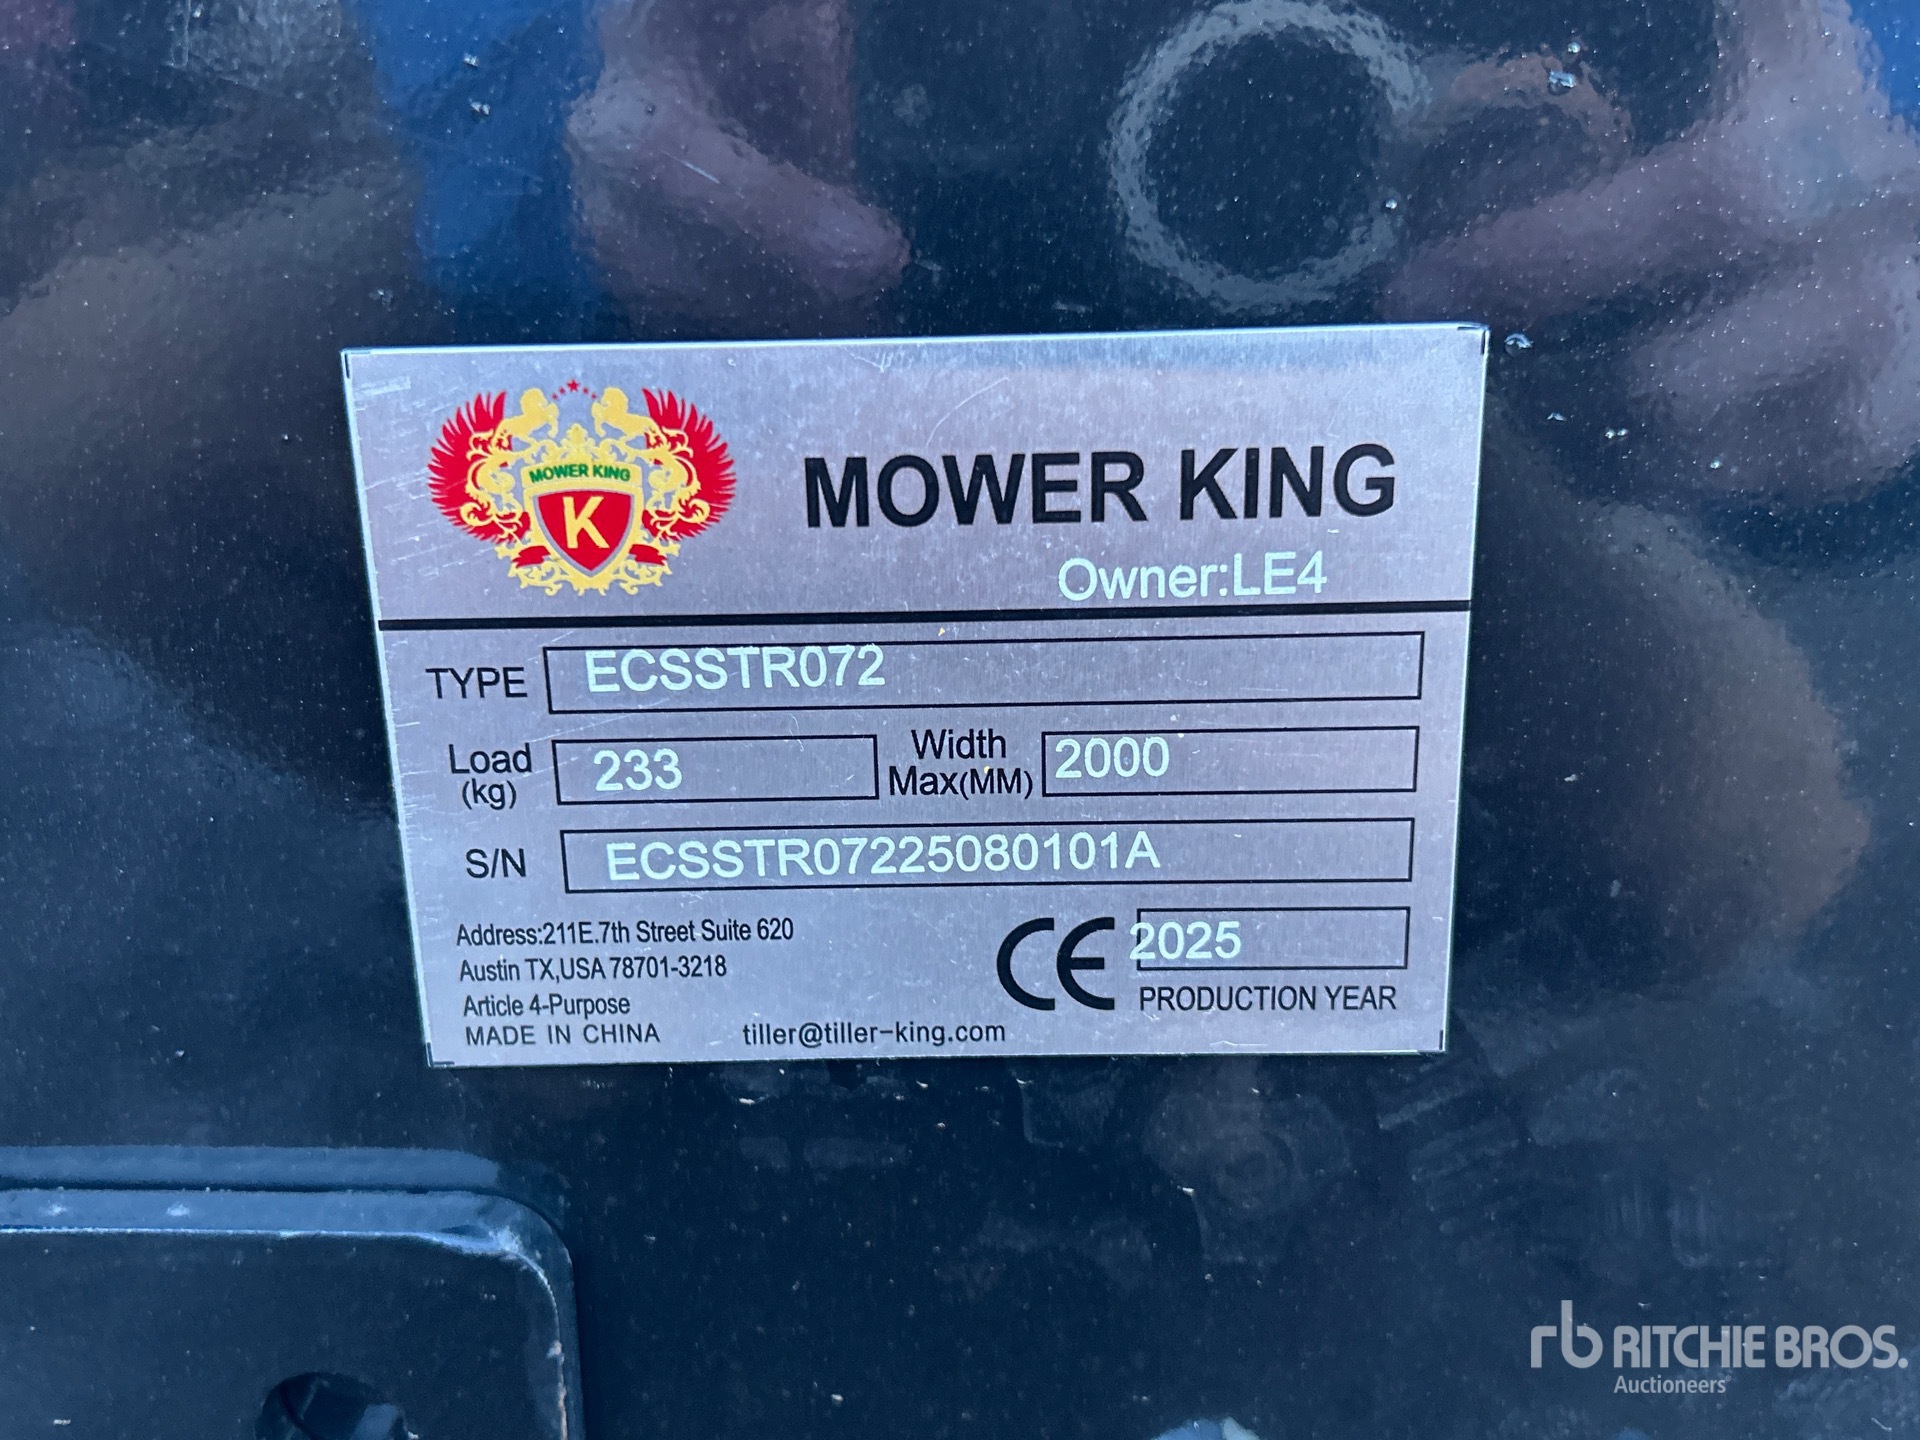 MOWER KING
K
MOWER KING
Owner:LE4
TYPE ECSSTR072
Load (kg) 233 Width Max(MM) 2000
S/N ECSSTR07225080101A
Address:211E.7th Street Suite 620
Austin TX,USA 78701-3218
Article 4-Purpose
MADE IN CHINA tiller@tiller-king.com
CE 2025
PRODUCTION YEAR
rb RITCHIE BROS.
Auctioneers